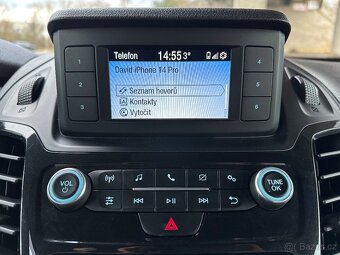 Telefon 14:55 3°
David iPhone 14 Pro
Seznam hovorů
Kontakty
Vytočit
1
2
3
4
5
6
VOL
TUNE
OK